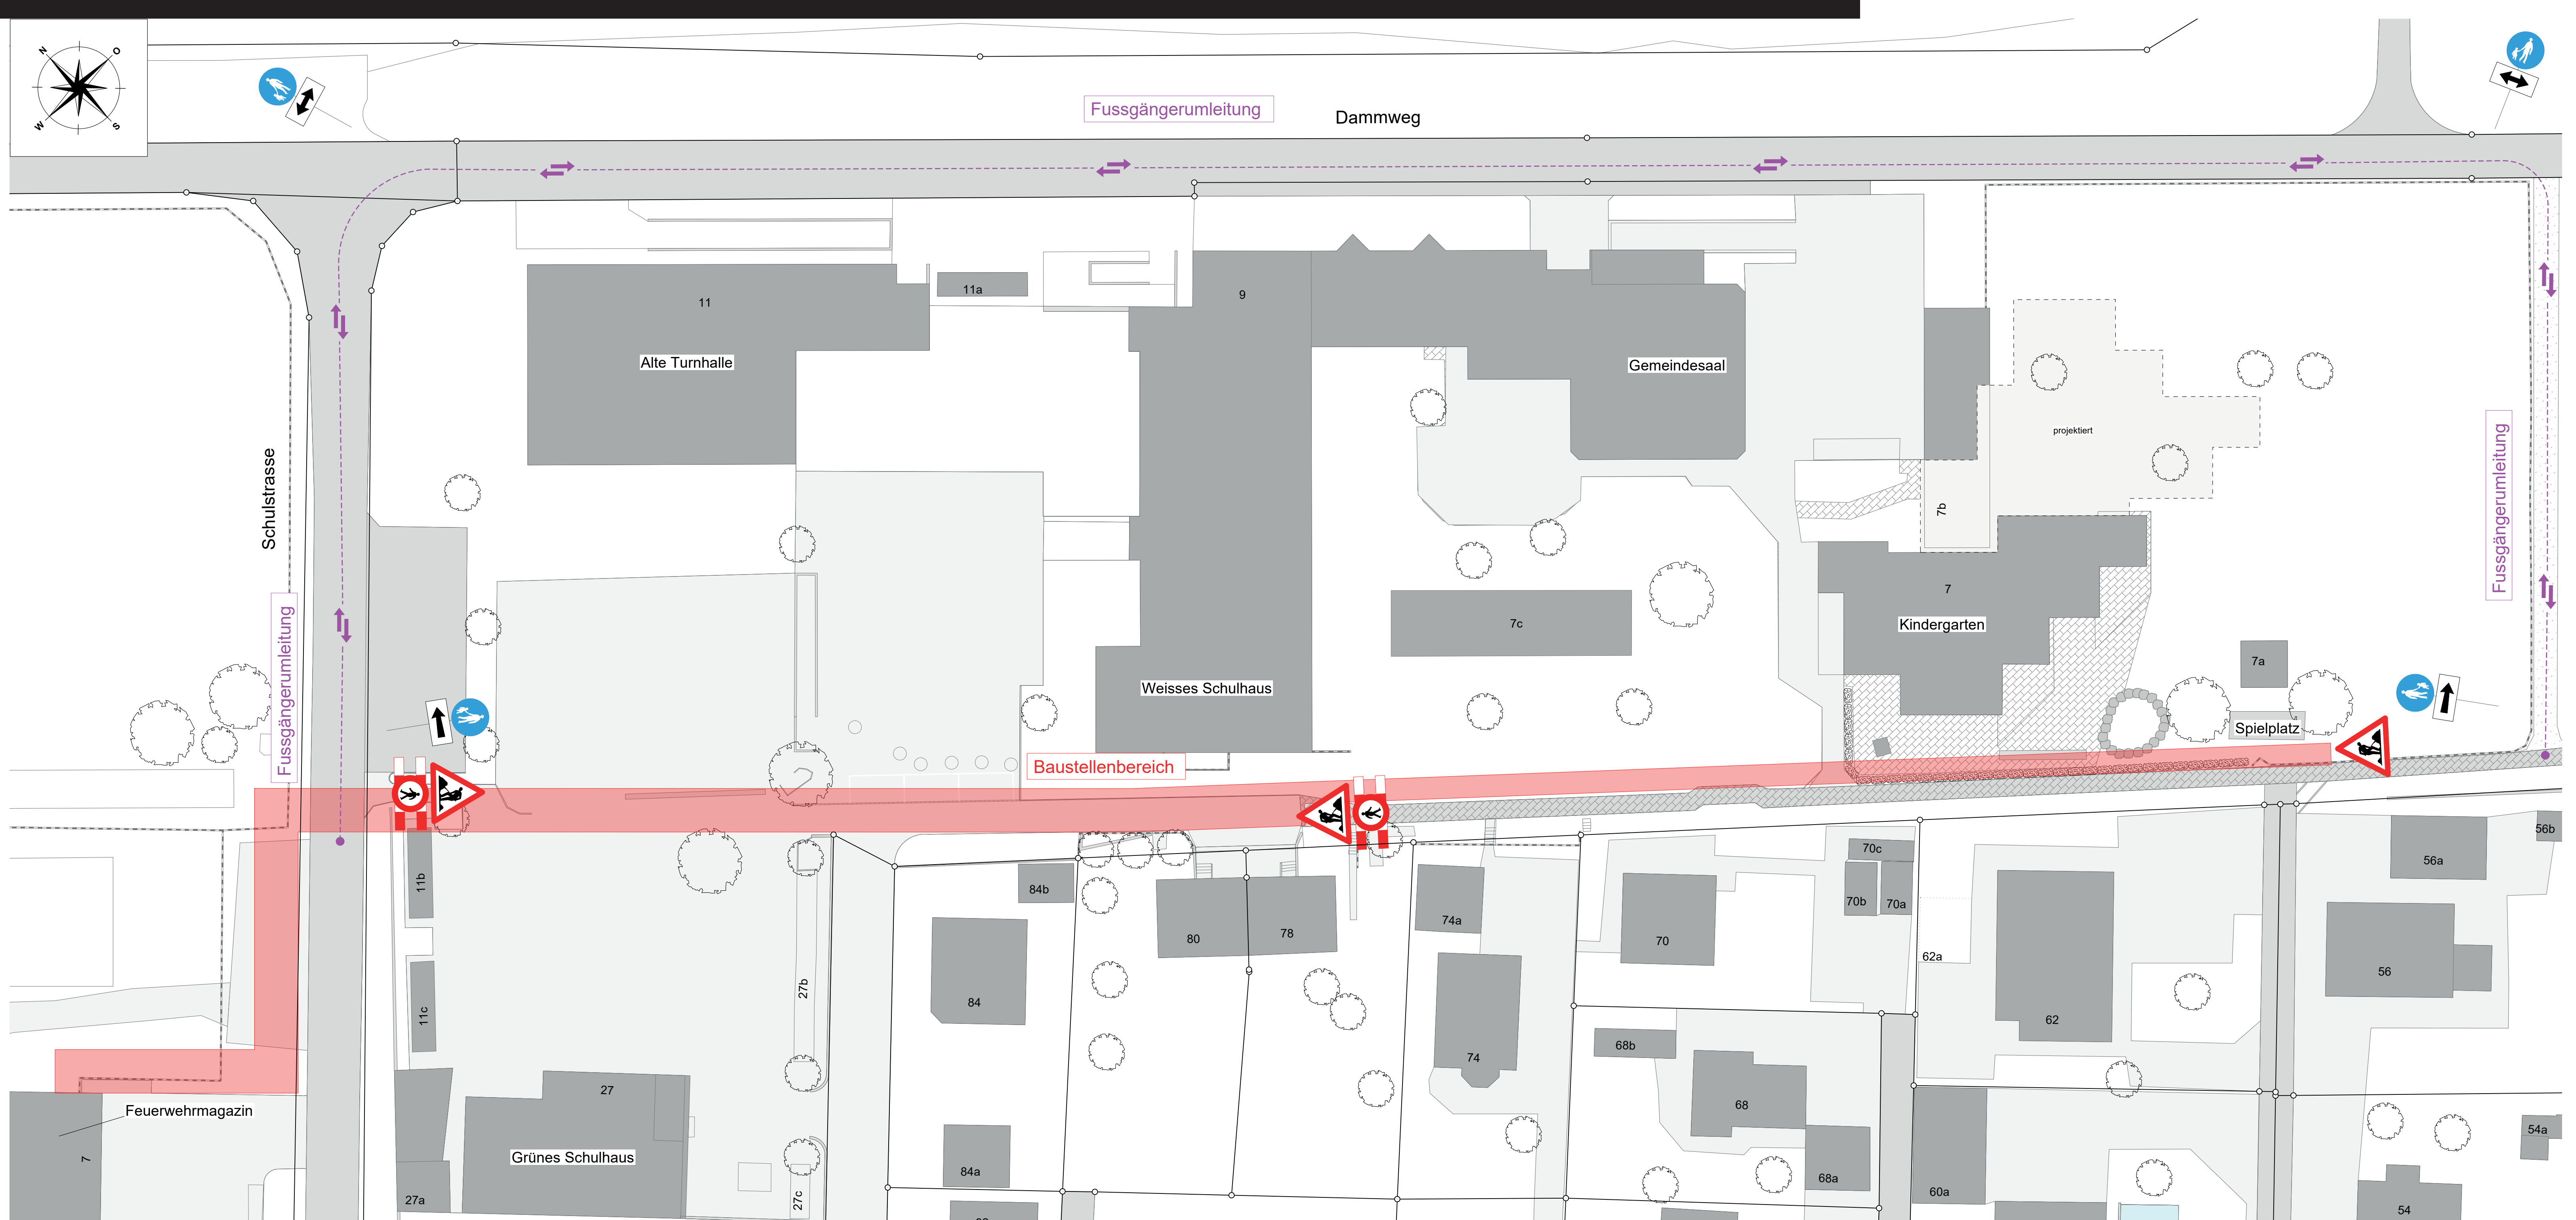 N
O
W
S
Fussgängerumleitung
Dammweg
11
11a
9
Alte Turnhalle
Gemeindesaal
projektiert
Schulstrasse
Fussgängerumleitung
7b
7
Kindergarten
7c
7a
Fussgängerumleitung
Weisses Schulhaus
Spielplatz
Baustellenbereich
11b
84b
80
78
74a
70
70c
70b
70a
62a
56a
56b
56
11c
27b
84
74
62
68b
68
Feuerwehrmagazin
7
27
Grünes Schulhaus
27a
27c
84a
68a
60a
54a
54